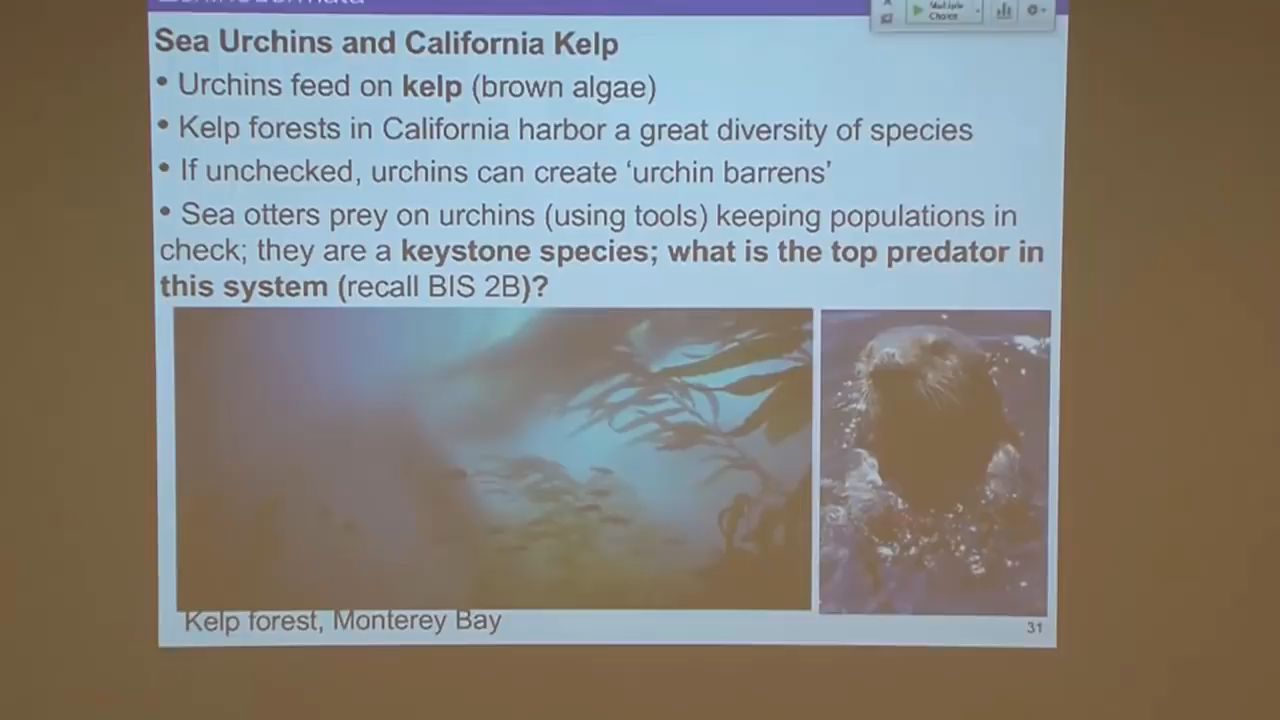 Multiple
Choice
Sea Urchins and California Kelp
• Urchins feed on kelp (brown algae)
• Kelp forests in California harbor a great diversity of species
• If unchecked, urchins can create ‘urchin barrens’
• Sea otters prey on urchins (using tools) keeping populations in
check; they are a keystone species; what is the top predator in
this system (recall BIS 2B)?
Kelp forest, Monterey Bay
31